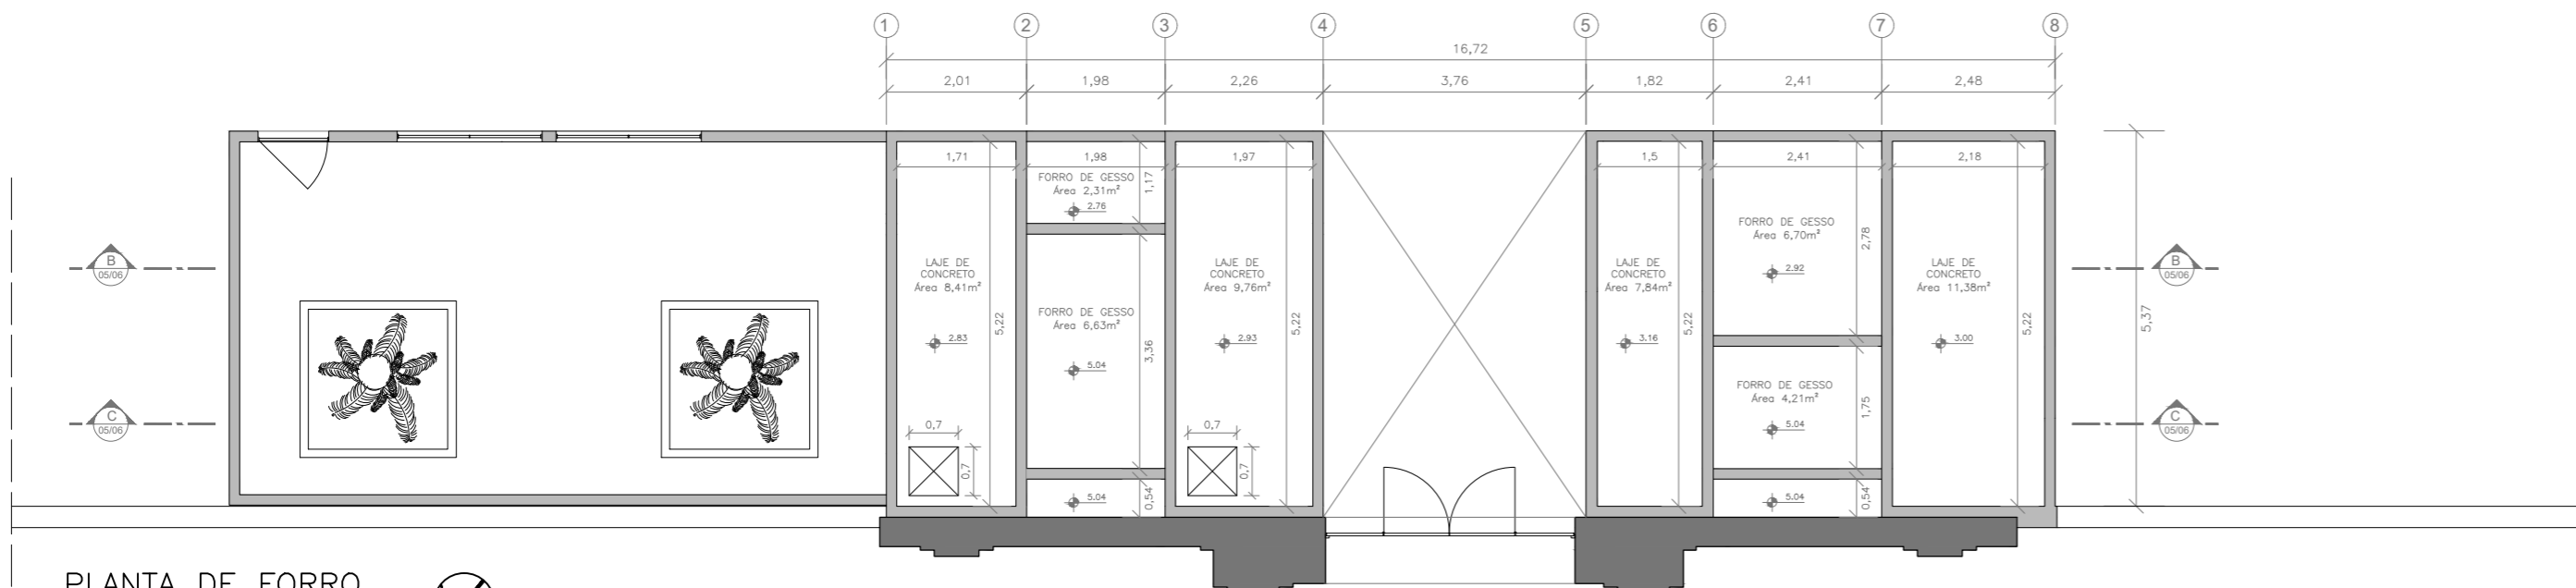 1 2 3 4 5 6 7 8
16,72
2,01 1,98 2,26 3,76 1,82 2,41 2,48
1,71 1,98 1,97 1,5 2,41 2,18
FORRO DE GESSO
Área 2,31m²
2.76
1,17
FORRO DE GESSO
Área 6,70m²
2.92
2,78
B
05/06
LAJE DE
CONCRETO
Área 8,41m²
2.83
5,22
FORRO DE GESSO
Área 6,63m²
5.04
3,36
LAJE DE
CONCRETO
Área 9,76m²
2.93
5,22
LAJE DE
CONCRETO
Área 7,84m²
3.16
5,22
LAJE DE
CONCRETO
Área 11,38m²
3.00
5,22
B
05/06
5,37
FORRO DE GESSO
Área 4,21m²
5.04
1,75
C
05/06
0,7
0,7
0,7
0,7
C
05/06
5.04
0,54
5.04
0,54
PLANTA DE FORRO